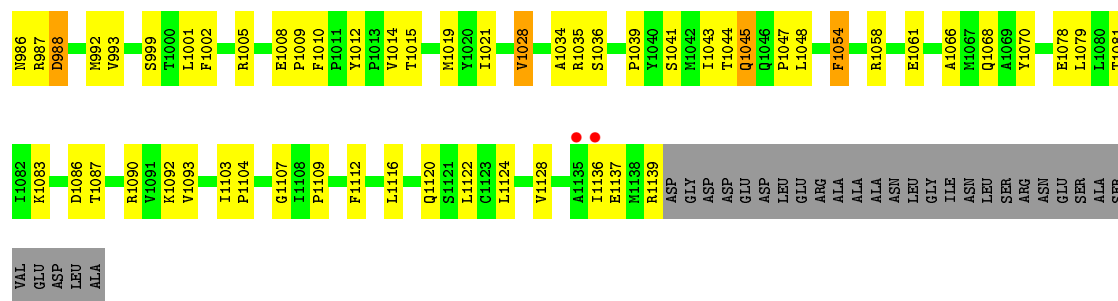 N986 R987 D988 M992 V993 S999 T1000 L1001 F1002 R1005 E1008 P1009 F1010 P1011 Y1012 P1013 V1014 T1015 M1019 Y1020 I1021 V1028 A1034 R1035 S1036 P1039 Y1040 S1041 M1042 I1043 T1044 Q1045 Q1046 P1047 L1048 F1054 R1058 E1061 A1066 M1067 Q1068 A1069 Y1070 E1078 L1079 L1080 T1081
I1082 K1083 D1086 T1087 R1090 V1091 K1092 V1093 I1103 P1104 G1107 I1108 P1109 F1112 L1116 Q1120 S1121 L1122 C1123 L1124 V1128 A1135 I1136 E1137 M1138 R1139 ASP GLY ASP ASP GLU ASP LEU GLU ARG ALA ALA ALA ASN LEU GLY ILE ASN LEU SER ARG ASN GLU SER ALA SER
VAL GLU ASP LEU ALA